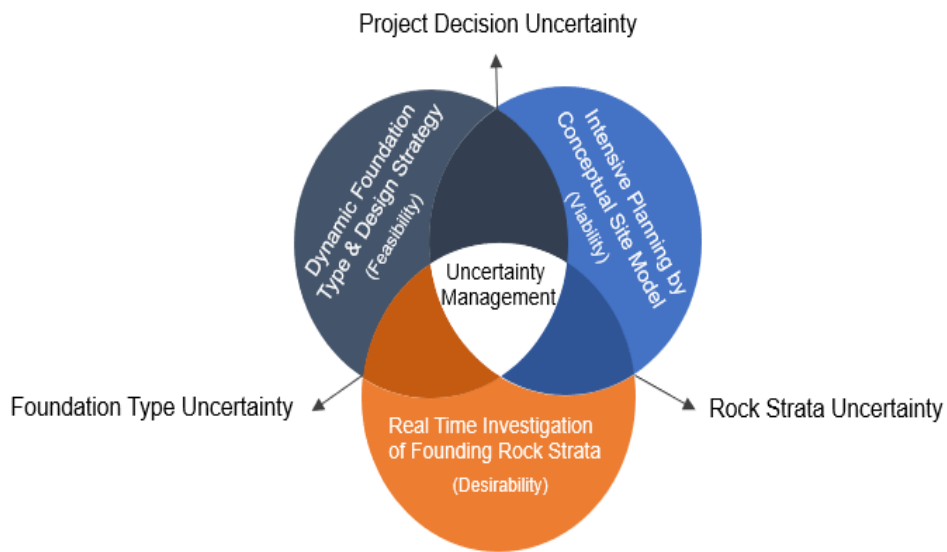 Project Decision Uncertainty
Dynamic Foundation
Type & Design Strategy
(Feasibility)
Intensive Planning by
Conceptual Site Model
(Viability)
Uncertainty
Management
Foundation Type Uncertainty
Rock Strata Uncertainty
Real Time Investigation
of Founding Rock Strata
(Desirability)